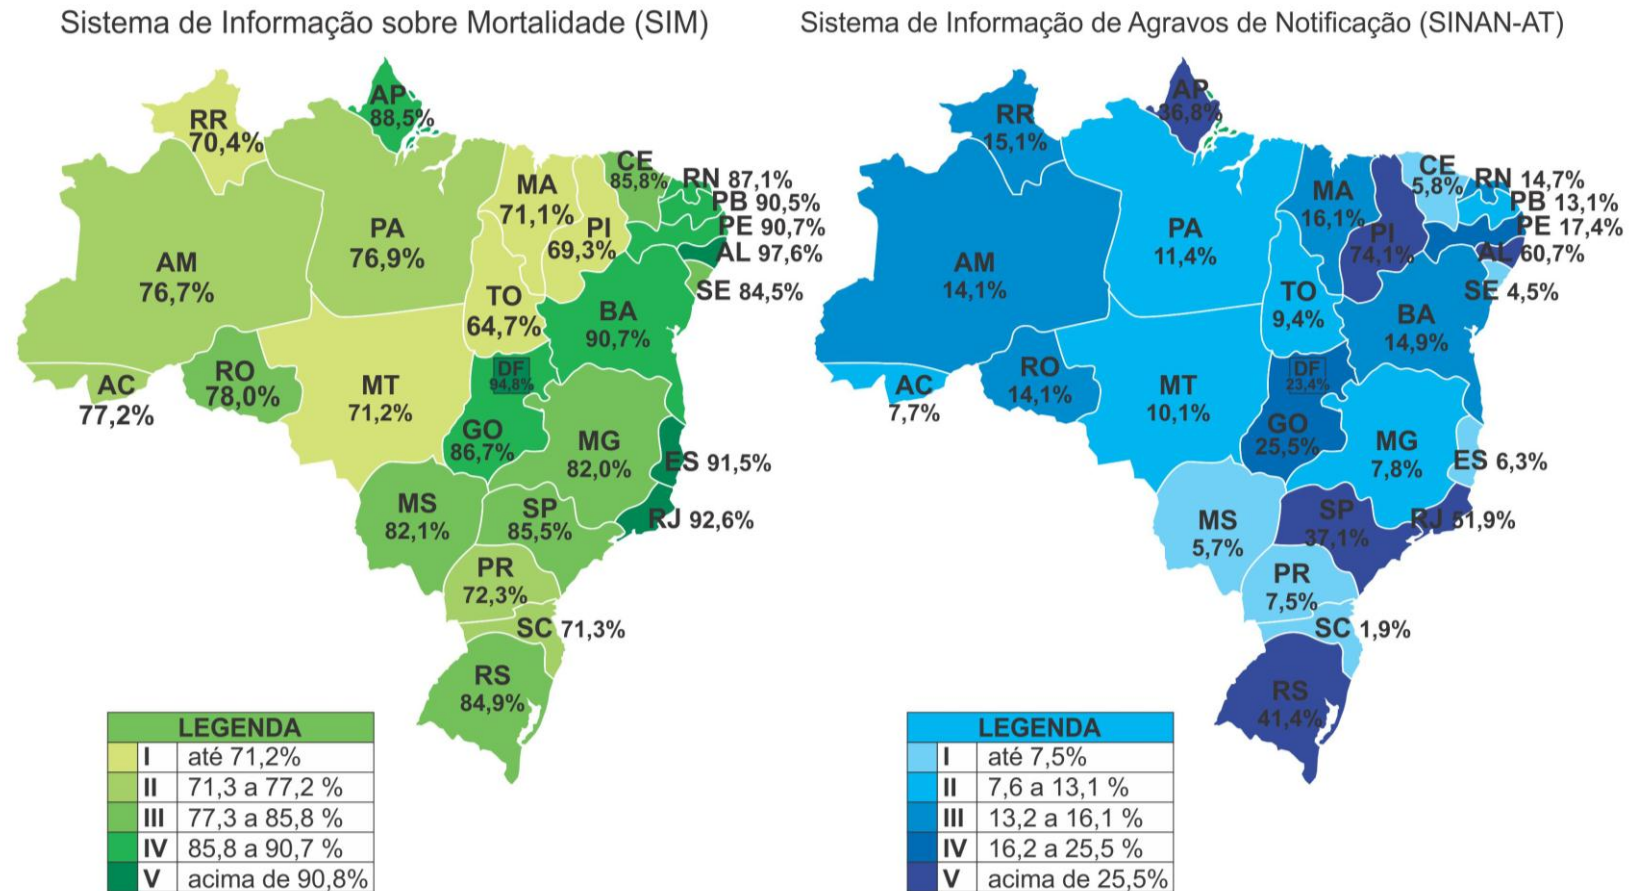 Sistema de Informação sobre Mortalidade (SIM)
RR
70,4%
AP
88,5%
AM
76,7%
PA
76,9%
MA
71,1%
PI
69,3%
CE
85,8%
RN 87,1%
PB 90,5%
PE 90,7%
AL 97,6%
SE 84,5%
TO
64,7%
BA
90,7%
AC
77,2%
RO
78,0%
MT
71,2%
DF
94,8%
GO
86,7%
MG
82,0%
ES 91,5%
MS
82,1%
SP
85,5%
RJ 92,6%
PR
72,3%
SC 71,3%
RS
84,9%
LEGENDA
I até 71,2%
II 71,3 a 77,2 %
III 77,3 a 85,8 %
IV 85,8 a 90,7 %
V acima de 90,8%
Sistema de Informação de Agravos de Notificação (SINAN-AT)
RR
15,1%
AP
36,8%
AM
14,1%
PA
11,4%
MA
16,1%
PI
74,1%
CE
5,8%
RN 14,7%
PB 13,1%
PE 17,4%
AL 60,7%
SE 4,5%
TO
9,4%
BA
14,9%
AC
7,7%
RO
14,1%
MT
10,1%
DF
23,4%
GO
25,5%
MG
7,8%
ES 6,3%
MS
5,7%
SP
37,1%
RJ 51,9%
PR
7,5%
SC 1,9%
RS
41,4%
LEGENDA
I até 7,5%
II 7,6 a 13,1 %
III 13,2 a 16,1 %
IV 16,2 a 25,5 %
V acima de 25,5%